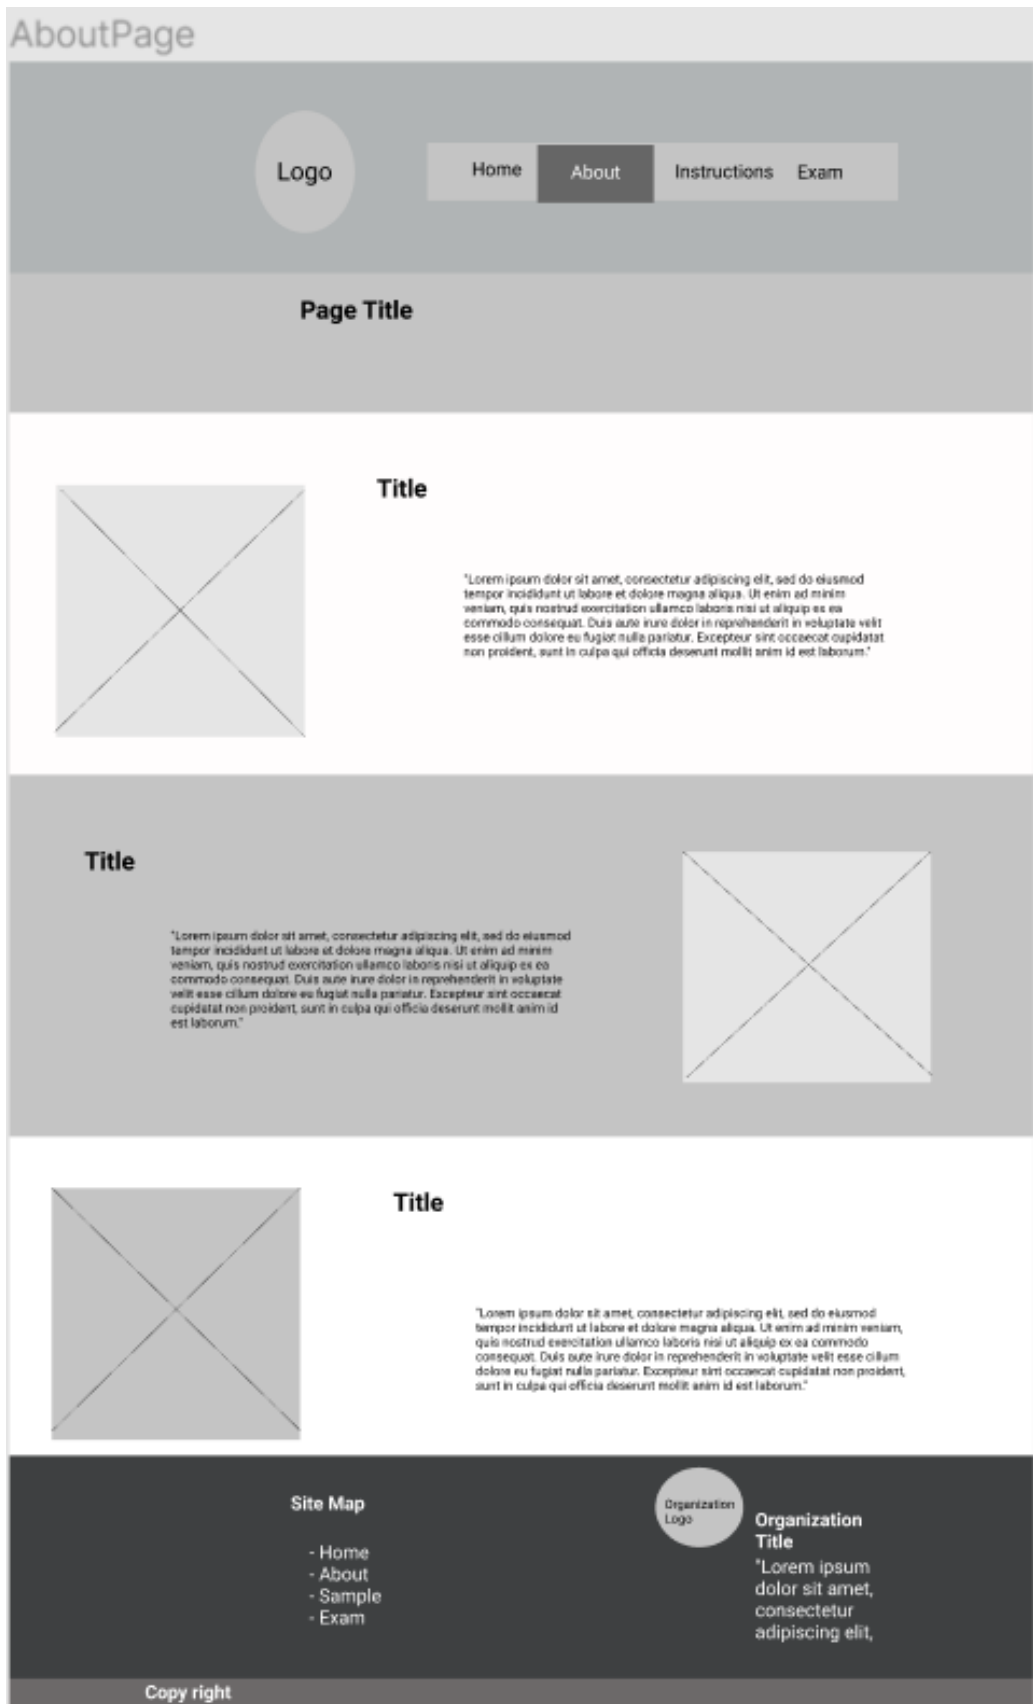 AboutPage
Logo
Home
About
Instructions
Exam
Page Title
Title
"Lorem ipsum dolor sit amet, consectetur adipiscing elit, sed do eiusmod
tempor incididunt ut labore et dolore magna aliqua. Ut enim ad minim
veniam, quis nostrud exercitation ullamco laboris nisi ut aliquip ex ea
commodo consequat. Duis aute irure dolor in reprehenderit in voluptate velit
esse cillum dolore eu fugiat nulla pariatur. Excepteur sint occaecat cupidatat
non proident, sunt in culpa qui officia deserunt mollit anim id est laborum."
Title
"Lorem ipsum dolor sit amet, consectetur adipiscing elit, sed do eiusmod
tempor incididunt ut labore et dolore magna aliqua. Ut enim ad minim
veniam, quis nostrud exercitation ullamco laboris nisi ut aliquip ex ea
commodo consequat. Duis aute irure dolor in reprehenderit in voluptate
velit esse cillum dolore eu fugiat nulla pariatur. Excepteur sint occaecat
cupidatat non proident, sunt in culpa qui officia deserunt mollit anim id
est laborum."
Title
"Lorem ipsum dolor sit amet, consectetur adipiscing elit, sed do eiusmod
tempor incididunt ut labore et dolore magna aliqua. Ut enim ad minim veniam,
quis nostrud exercitation ullamco laboris nisi ut aliquip ex ea commodo
consequat. Duis aute irure dolor in reprehenderit in voluptate velit esse cillum
dolore eu fugiat nulla pariatur. Excepteur sint occaecat cupidatat non proident,
sunt in culpa qui officia deserunt mollit anim id est laborum."
Site Map
- Home
- About
- Sample
- Exam
Organization
Logo
Organization
Title
"Lorem ipsum
dolor sit amet,
consectetur
adipiscing elit,
Copy right